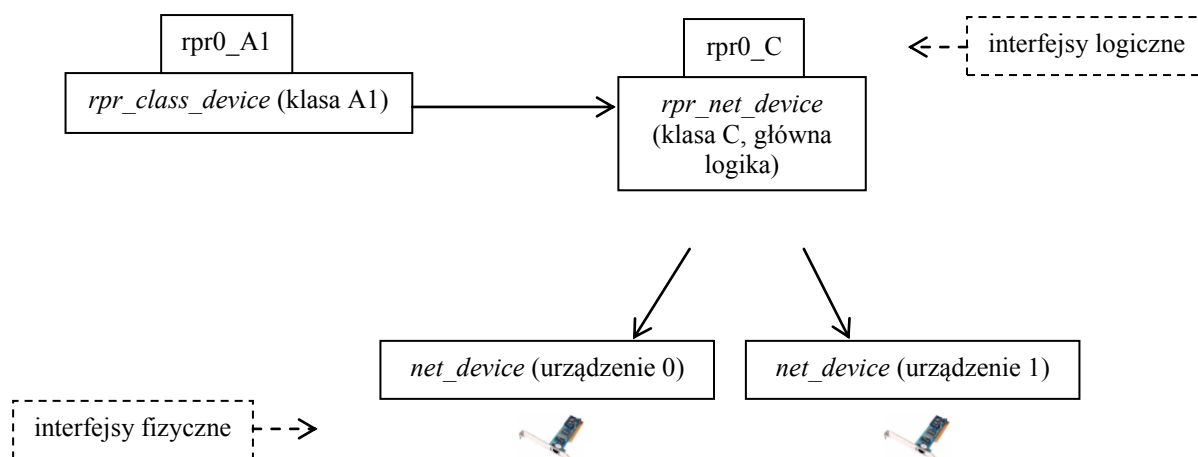 rpr0_A1
rpr0_C
interfejsy logiczne
rpr_class_device (klasa A1)
rpr_net_device
(klasa C, główna
logika)
net_device (urządzenie 0)
net_device (urządzenie 1)
interfejsy fizyczne